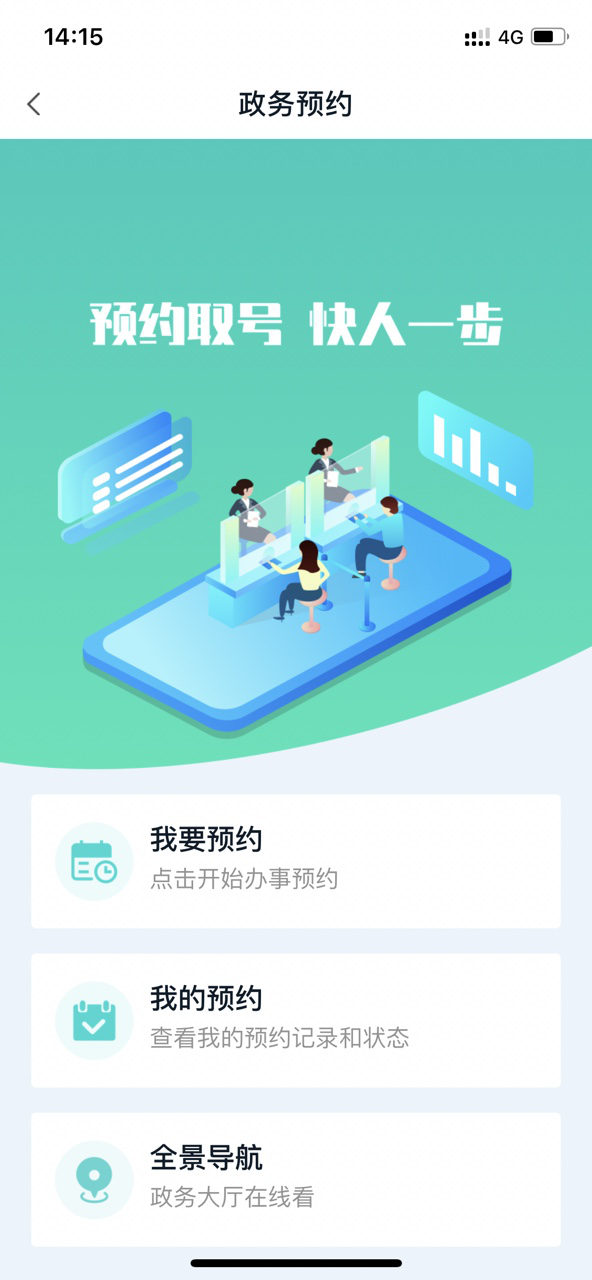 14:15
4G
政务预约
预约取号 快人一步
我要预约
点击开始办事预约
我的预约
查看我的预约记录和状态
全景导航
政务大厅在线看